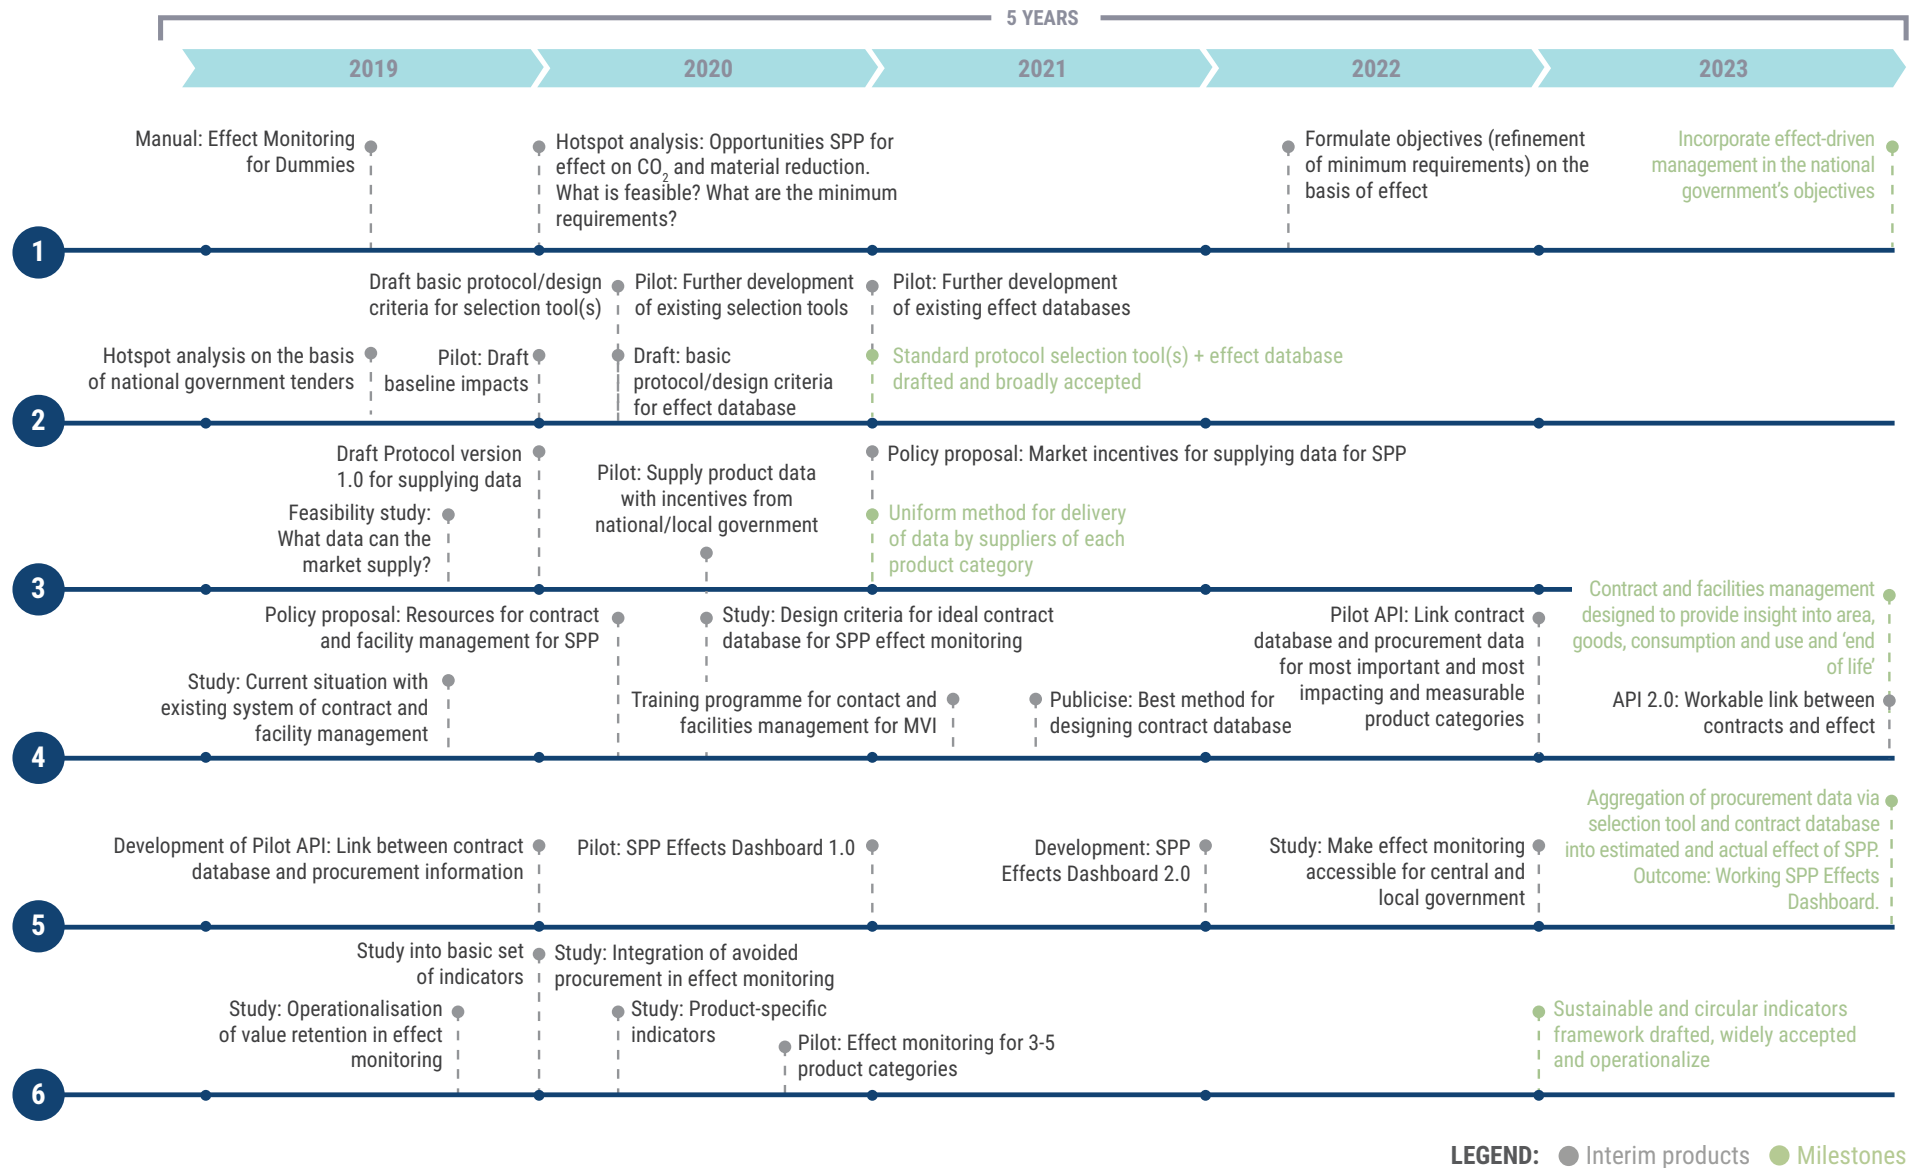 5 YEARS
2019
2020
2021
2022
2023
Manual: Effect Monitoring
for Dummies
Hotspot analysis: Opportunities SPP for
effect on CO₂ and material reduction.
What is feasible? What are the minimum
requirements?
Formulate objectives (refinement
of minimum requirements) on the
basis of effect
Incorporate effect-driven
management in the national
government's objectives
1
Draft basic protocol/design
criteria for selection tool(s)
Pilot: Further development
of existing selection tools
Pilot: Further development
of existing effect databases
Hotspot analysis on the basis
of national government tenders
Pilot: Draft
baseline impacts
Draft: basic
protocol/design criteria
for effect database
Standard protocol selection tool(s) + effect database
drafted and broadly accepted
2
Draft Protocol version
1.0 for supplying data
Pilot: Supply product data
with incentives from
national/local government
Policy proposal: Market incentives for supplying data for SPP
Feasibility study:
What data can the
market supply?
Uniform method for delivery
of data by suppliers of each
product category
3
Policy proposal: Resources for contract
and facility management for SPP
Study: Design criteria for ideal contract
database for SPP effect monitoring
Pilot API: Link contract
database and procurement data
for most important and most
impacting and measurable
product categories
Contract and facilities management
designed to provide insight into area,
goods, consumption and use and ‘end
of life’
Study: Current situation with
existing system of contract and
facility management
Training programme for contact and
facilities management for MVI
Publicise: Best method for
designing contract database
API 2.0: Workable link between
contracts and effect
4
Development of Pilot API: Link between contract
database and procurement information
Pilot: SPP Effects Dashboard 1.0
Development: SPP
Effects Dashboard 2.0
Study: Make effect monitoring
accessible for central and
local government
Aggregation of procurement data via
selection tool and contract database
into estimated and actual effect of SPP.
Outcome: Working SPP Effects
Dashboard.
5
Study into basic set
of indicators
Study: Integration of avoided
procurement in effect monitoring
Study: Operationalisation
of value retention in effect
monitoring
Study: Product-specific
indicators
Pilot: Effect monitoring for 3-5
product categories
Sustainable and circular indicators
framework drafted, widely accepted
and operationalize
6
LEGEND: Interim products Milestones